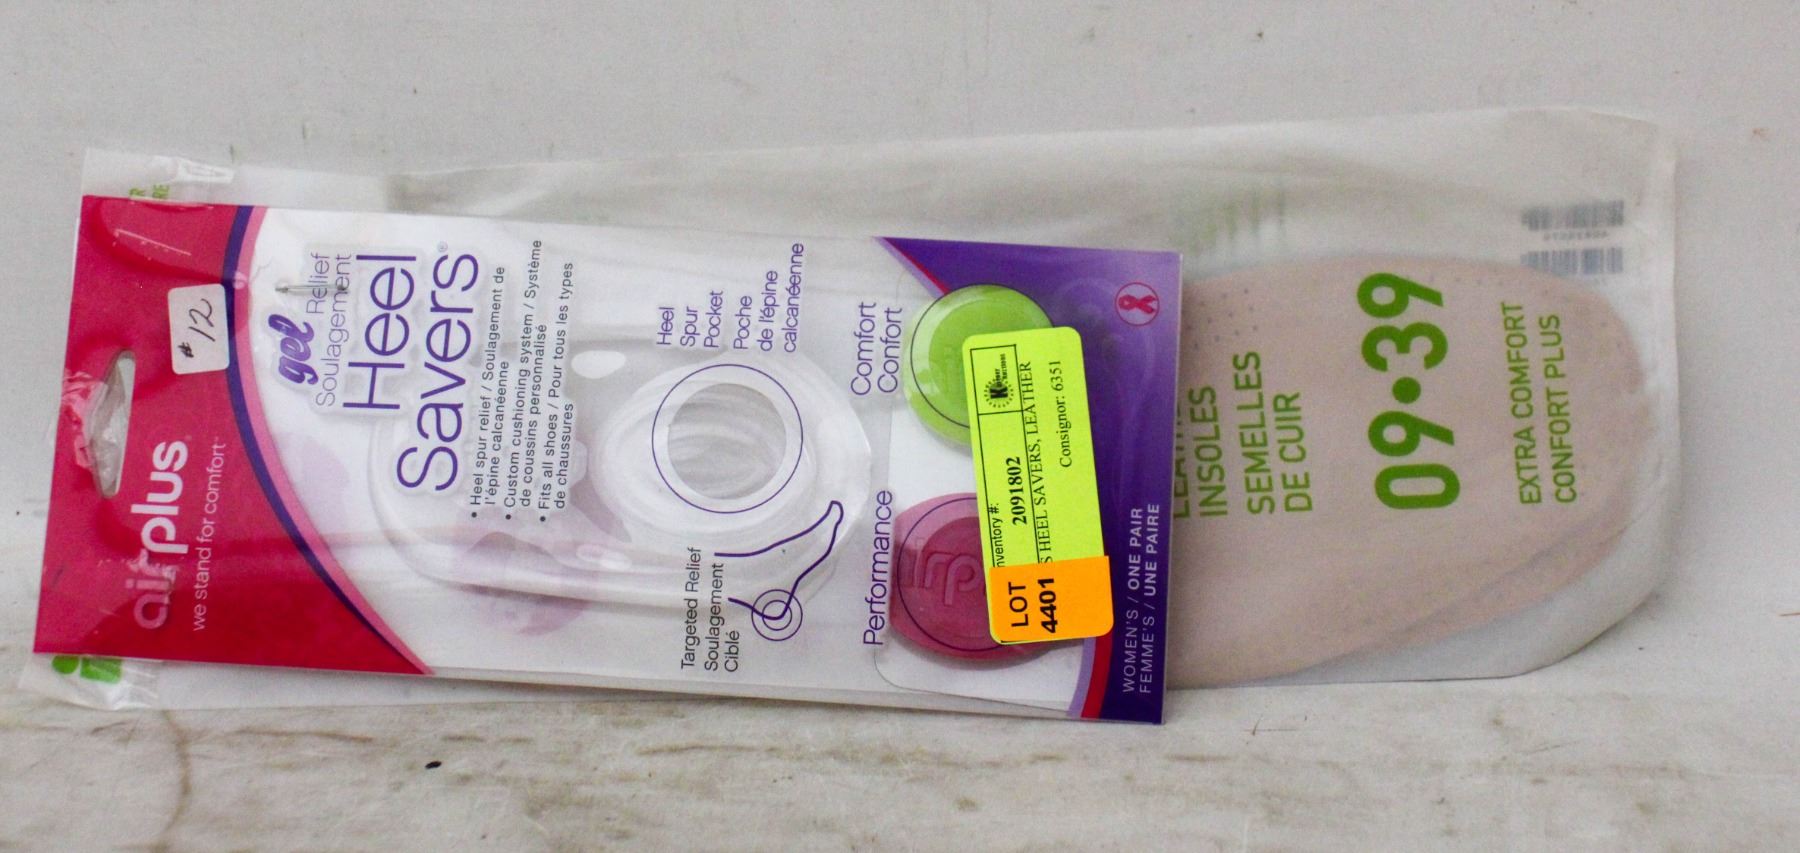 #12
airplus
we stand for comfort
gel Relief
Soulagement
Heel
Savers®
• Heel spur relief / Soulagement de
l'épine calcanéenne
• Custom cushioning system / Système
de coussins personnalisé
• Fits all shoes / Pour tous les types
de chaussures
Heel
Spur
Pocket
Poche
de l'épine
calcanéenne
Targeted Relief
Soulagement
Ciblé
Comfort
Confort
Performance
Inventory #:
2091802
S HEEL SAVERS, LEATHER
Consignor: 6351
LOT
4401
WOMEN'S / ONE PAIR
FEMME'S / UNE PAIRE
INSOLES
SEMELLES
DE CUIR
09•39
EXTRA COMFORT
CONFORT PLUS